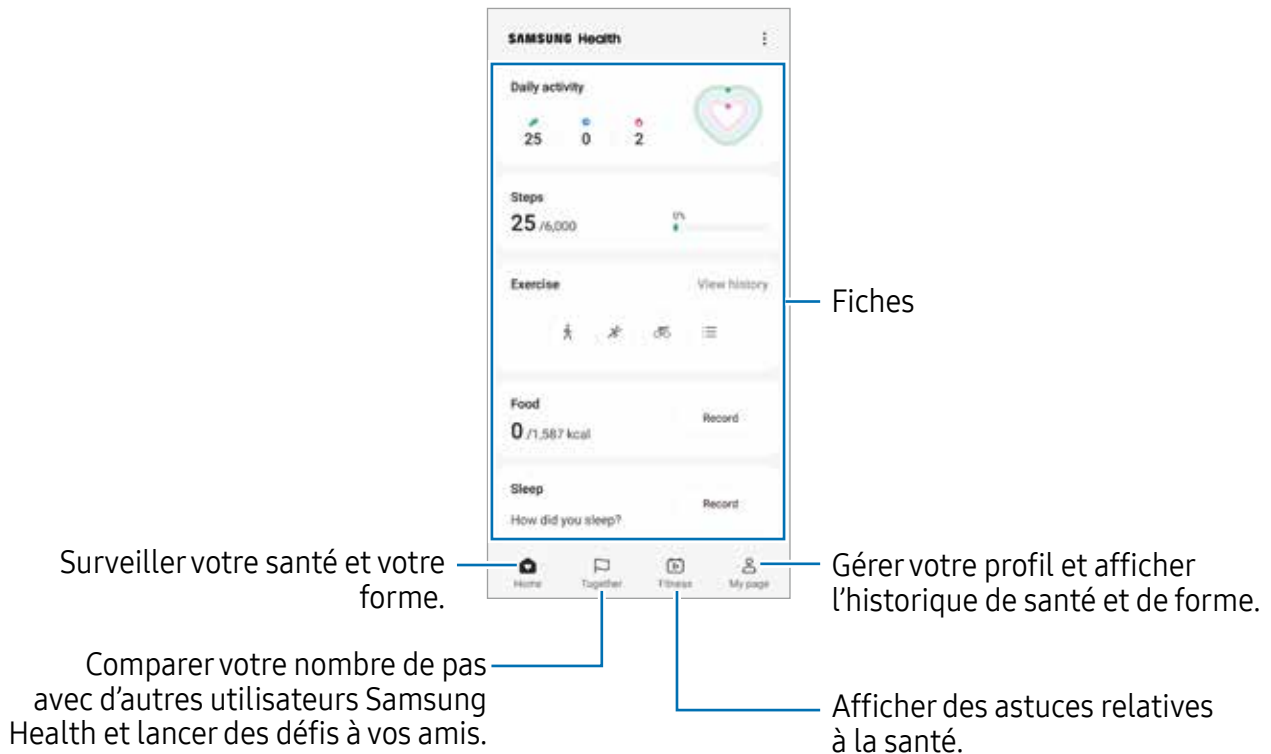 SAMSUNG Health
Daily activity
25 0 2
Steps
25 /6,000
0%
Exercise View history
Fiches
Food
0 /1,587 kcal
Record
Sleep
How did you sleep?
Record
Home Together Fitness My page
Surveiller votre santé et votre
forme.
Gérer votre profil et afficher
l'historique de santé et de forme.
Comparer votre nombre de pas
avec d'autres utilisateurs Samsung
Health et lancer des défis à vos amis.
Afficher des astuces relatives
à la santé.